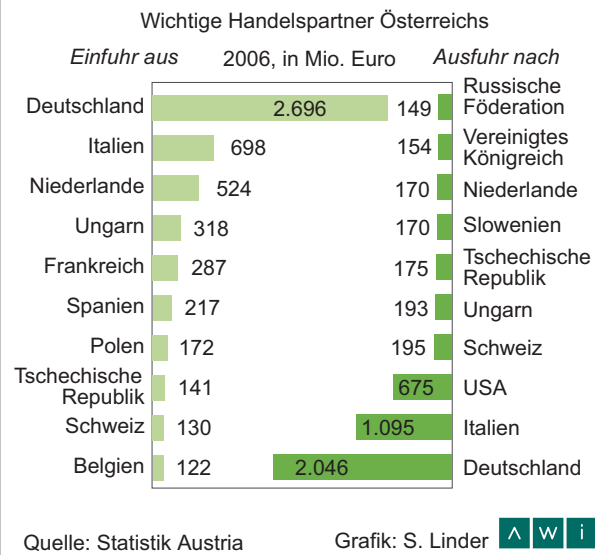 Wichtige Handelspartner Österreichs
Einfuhr aus 2006, in Mio. Euro Ausfuhr nach
Deutschland 2.696 149 Russische
Föderation
Italien 698 154 Vereinigtes
Königreich
Niederlande 524 170 Niederlande
Ungarn 318 170 Slowenien
Frankreich 287 175 Tschechische
Republik
Spanien 217 193 Ungarn
Polen 172 195 Schweiz
Tschechische
Republik 141 675 USA
Schweiz 130 1.095 Italien
Belgien 122 2.046 Deutschland
Quelle: Statistik Austria Grafik: S. Linder A W i